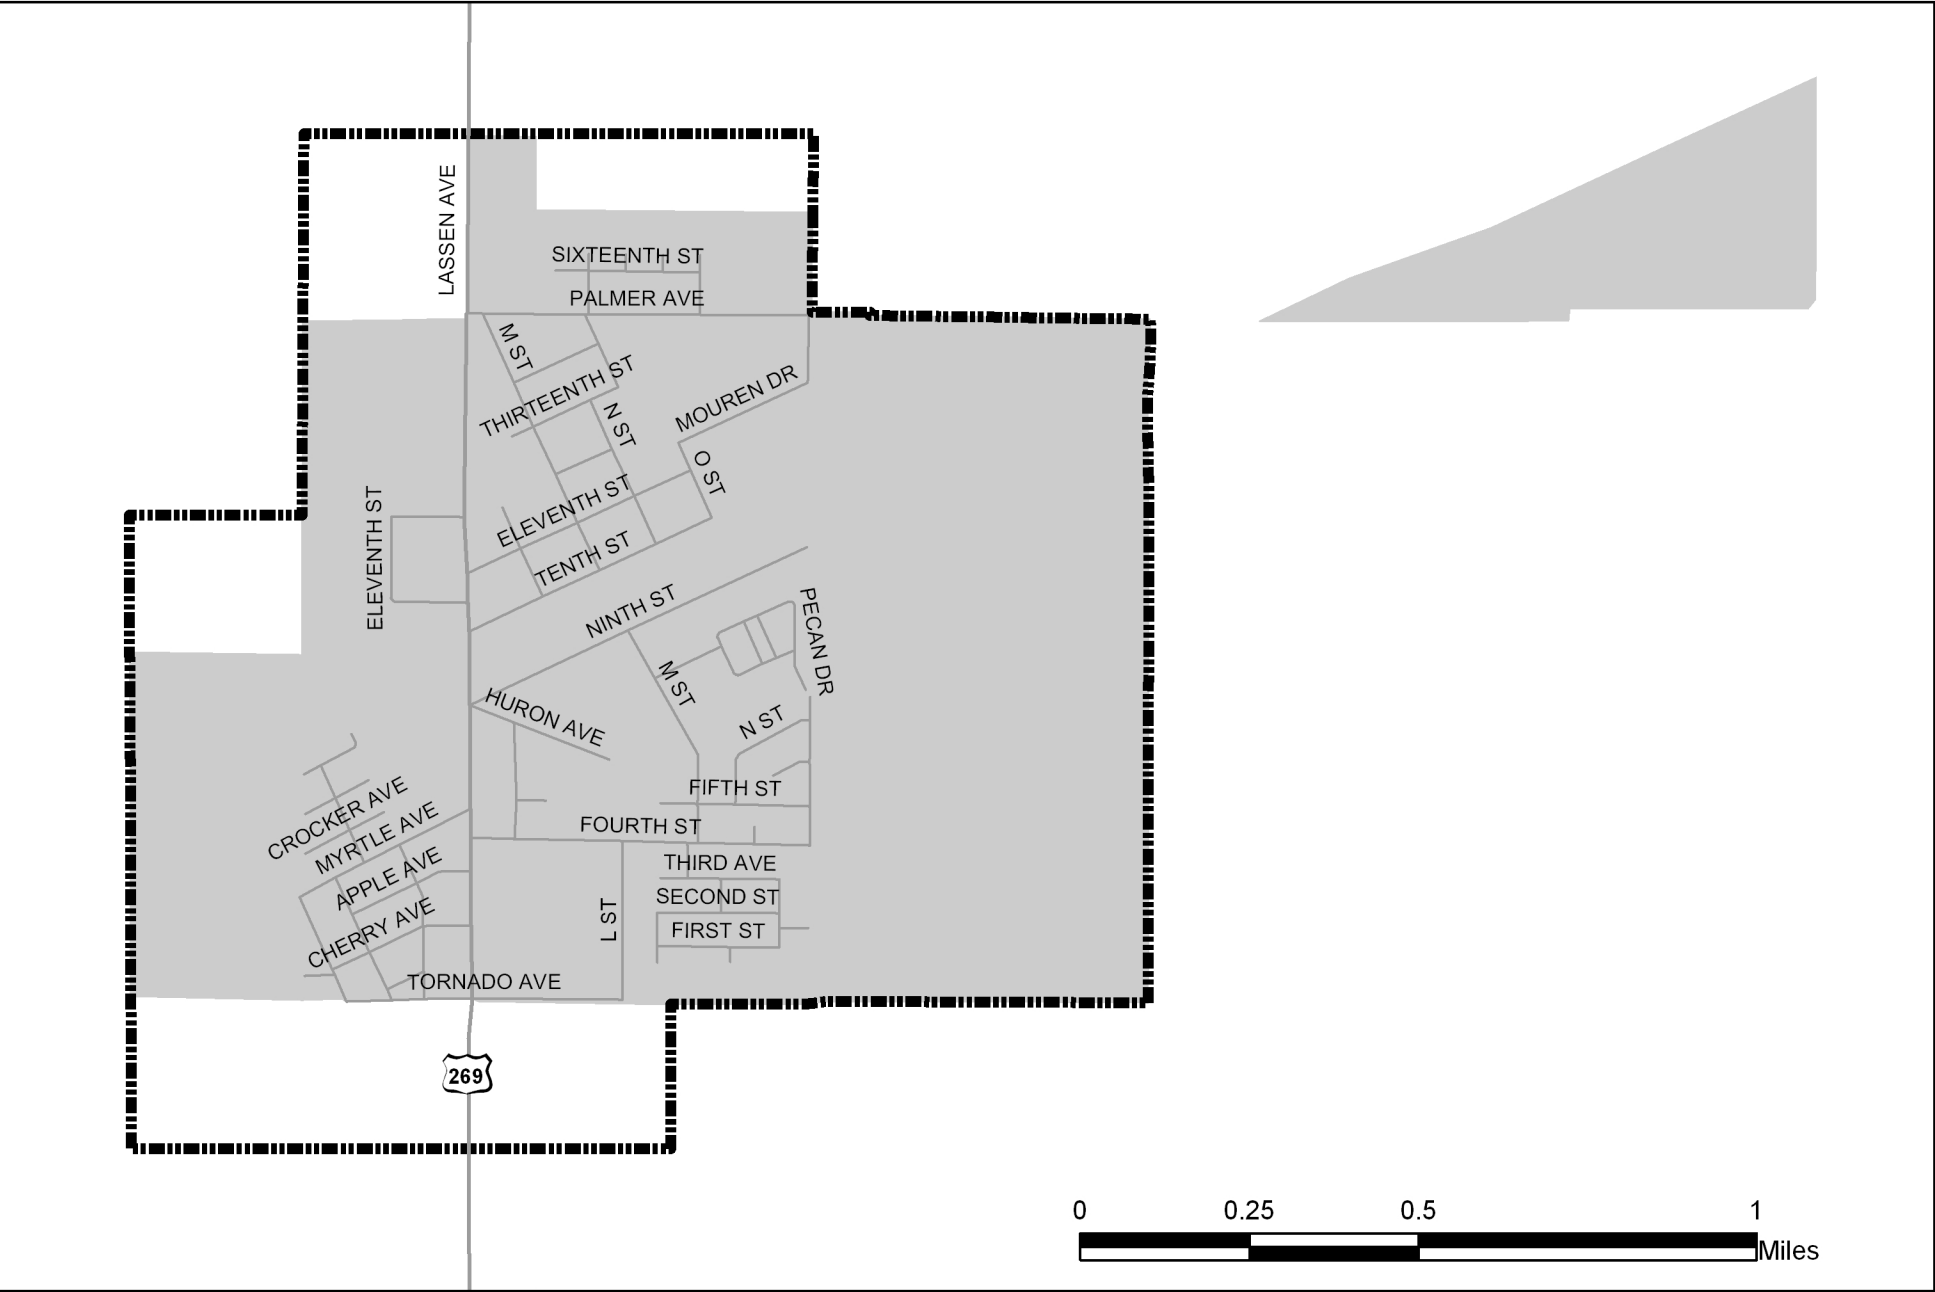 LASSEN AVE
SIXTEENTH ST
PALMER AVE
M ST
THIRTEENTH ST
MOUREN DR
N ST
O ST
ELEVENTH ST
ELEVENTH ST
TENTH ST
NINTH ST
PECAN DR
M ST
HURON AVE
N ST
CROCKER AVE
FIFTH ST
MYRTLE AVE
FOURTH ST
APPLE AVE
THIRD AVE
SECOND ST
CHERRY AVE
L ST
FIRST ST
TORNADO AVE
269
0 0.25 0.5 1
Miles